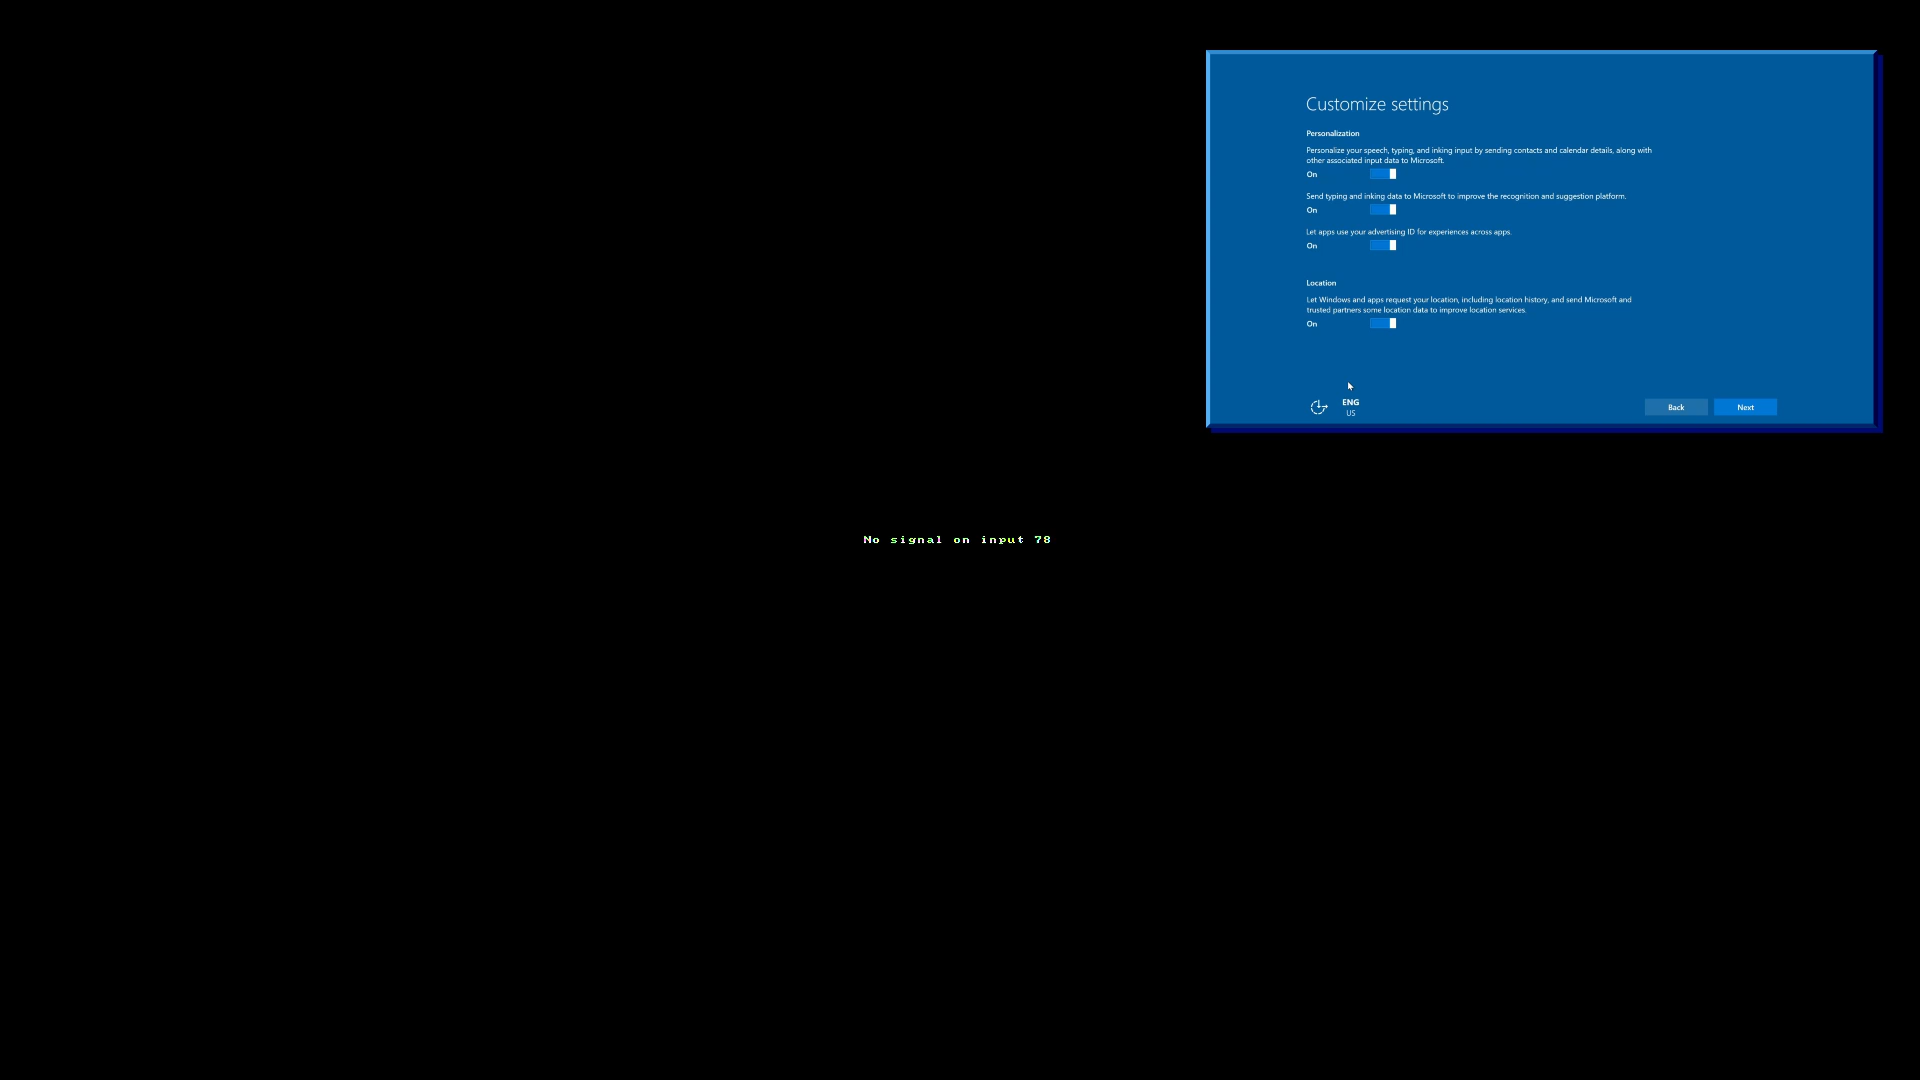 Customize settings
Personalization
Personalize your speech, typing, and inking input by sending contacts and calendar details, along with
other associated input data to Microsoft.
On
Send typing and inking data to Microsoft to improve the recognition and suggestion platform.
On
Let apps use your advertising ID for experiences across apps.
On
Location
Let Windows and apps request your location, including location history, and send Microsoft and
trusted partners some location data to improve location services.
On
ENG
US
Back
Next
No signal on input 78